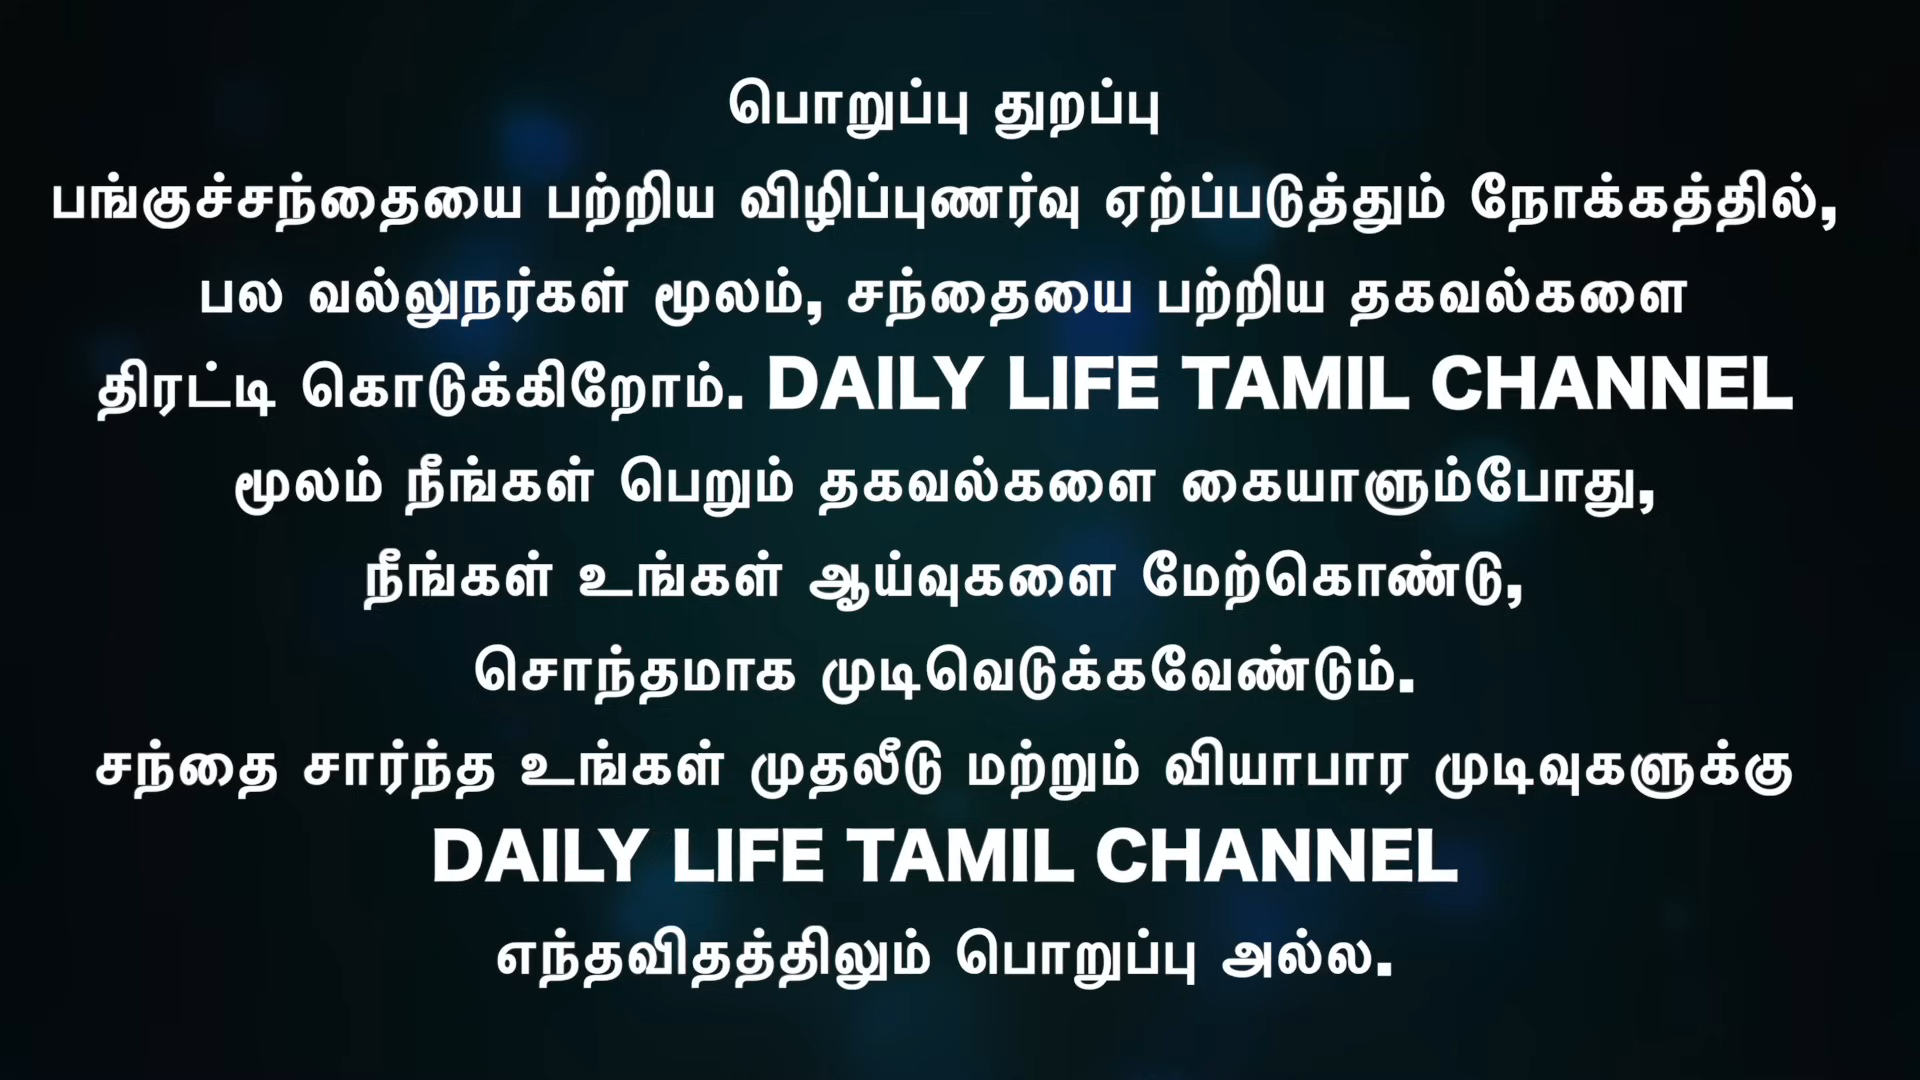 பொறுப்பு துறப்பு
பங்குச்சந்தையை பற்றிய விழிப்புணர்வு ஏற்ப்படுத்தும் நோக்கத்தில்,
பல வல்லுநர்கள் மூலம், சந்தையை பற்றிய தகவல்களை
திரட்டி கொடுக்கிறோம். DAILY LIFE TAMIL CHANNEL
மூலம் நீங்கள் பெறும் தகவல்களை கையாளும்போது,
நீங்கள் உங்கள் ஆய்வுகளை மேற்கொண்டு,
சொந்தமாக முடிவெடுக்கவேண்டும்.
சந்தை சார்ந்த உங்கள் முதலீடு மற்றும் வியாபார முடிவுகளுக்கு
DAILY LIFE TAMIL CHANNEL
எந்தவிதத்திலும் பொறுப்பு அல்ல.